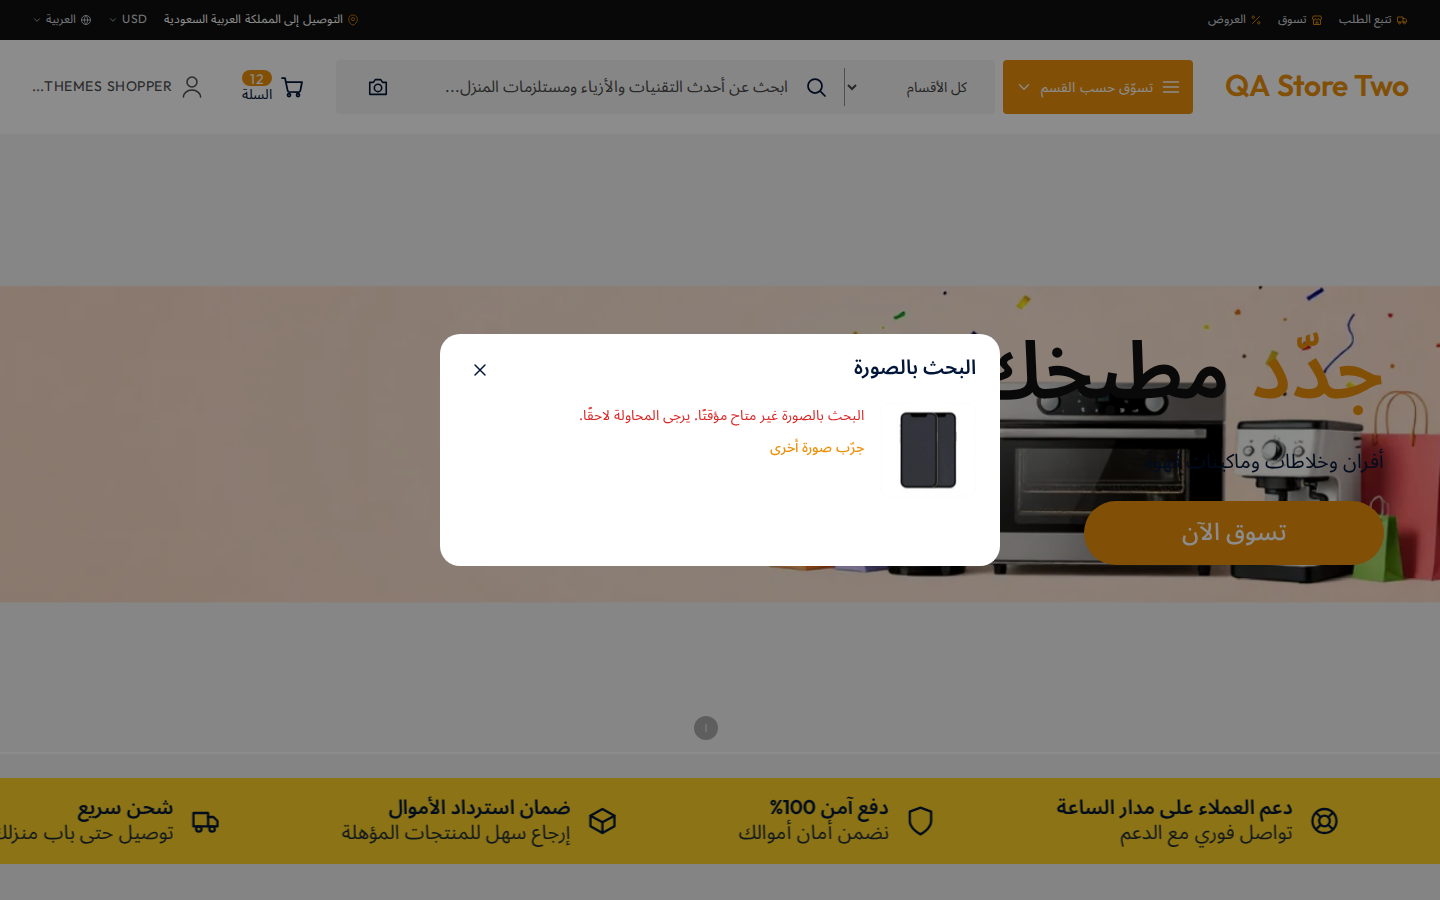 تتبع الطلب
تسوق
العروض
التوصيل إلى المملكة العربية السعودية
USD
العربية
QA Store Two
تسوّق حسب القسم
كل الأقسام
ابحث عن أحدث التقنيات والأزياء ومستلزمات المنزل...
12
السلة
THEMES SHOPPER...
البحث بالصورة
البحث بالصورة غير متاح مؤقتًا. يرجى المحاولة لاحقًا.
جرّب صورة أخرى
جدّد مطبخك
أفران وخلاطات وماكينات قهوة
تسوق الآن
دعم العملاء على مدار الساعة
تواصل فوري مع الدعم
دفع آمن 100%
نضمن أمان أموالك
ضمان استرداد الأموال
إرجاع سهل للمنتجات المؤهلة
شحن سريع
توصيل حتى باب منزلك